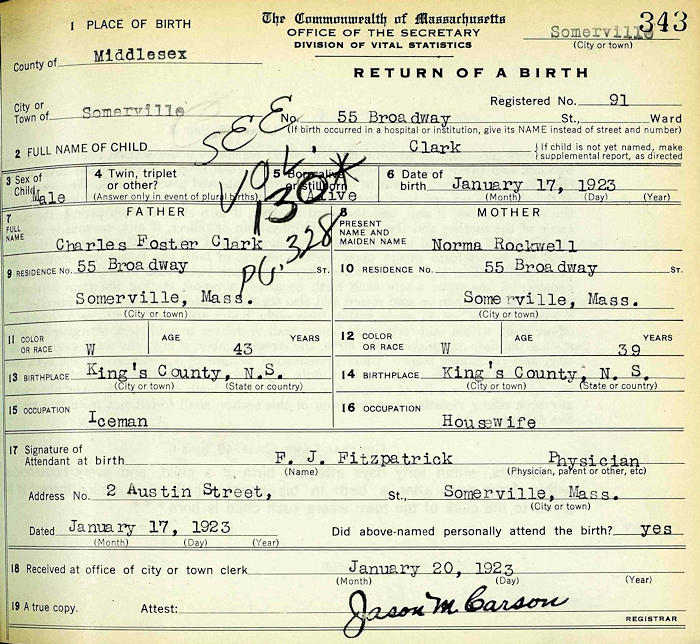 1 PLACE OF BIRTH
The Commonwealth of Massachusetts
OFFICE OF THE SECRETARY
DIVISION OF VITAL STATISTICS
Somerville 343
(City or town)
County of Middlesex
RETURN OF A BIRTH
Registered No. 91
City or
Town of Somerville No. 55 Broadway St., Ward
(If birth occurred in a hospital or institution, give its NAME instead of street and number)
2 FULL NAME OF CHILD Clark { If child is not yet named, make
supplemental report, as directed
SEE
VOL.
130*
PG. 328
3 Sex of
Child Male
4 Twin, triplet
or other?
(Answer only in event of plural births)
5 Born alive
or stillborn
Alive
6 Date of
birth January 17, 1923
(Month) (Day) (Year)
7 FATHER
FULL
NAME Charles Foster Clark
8 MOTHER
PRESENT
NAME AND
MAIDEN NAME Norma Rockwell
9 RESIDENCE No. 55 Broadway ST.
Somerville, Mass.
(City or town)
10 RESIDENCE No. 55 Broadway ST.
Somerville, Mass.
(City or town)
11 COLOR
OR RACE W
AGE 43 YEARS
12 COLOR
OR RACE W
AGE 39 YEARS
13 BIRTHPLACE King's County, N.S.
(City or town) (State or country)
14 BIRTHPLACE King's County, N. S.
(City or town) (State or country)
15 OCCUPATION
Iceman
16 OCCUPATION
Housewife
17 Signature of
Attendant at birth F. J. Fitzpatrick Physician
(Name) (Physician, parent or other, etc)
Address No. 2 Austin Street, St., Somerville, Mass.
(City or town)
Dated January 17, 1923 Did above-named personally attend the birth? yes
(Month) (Day) (Year)
18 Received at office of city or town clerk January 20, 1923
(Month) (Day) (Year)
19 A true copy. Attest: Jason M Carson
REGISTRAR